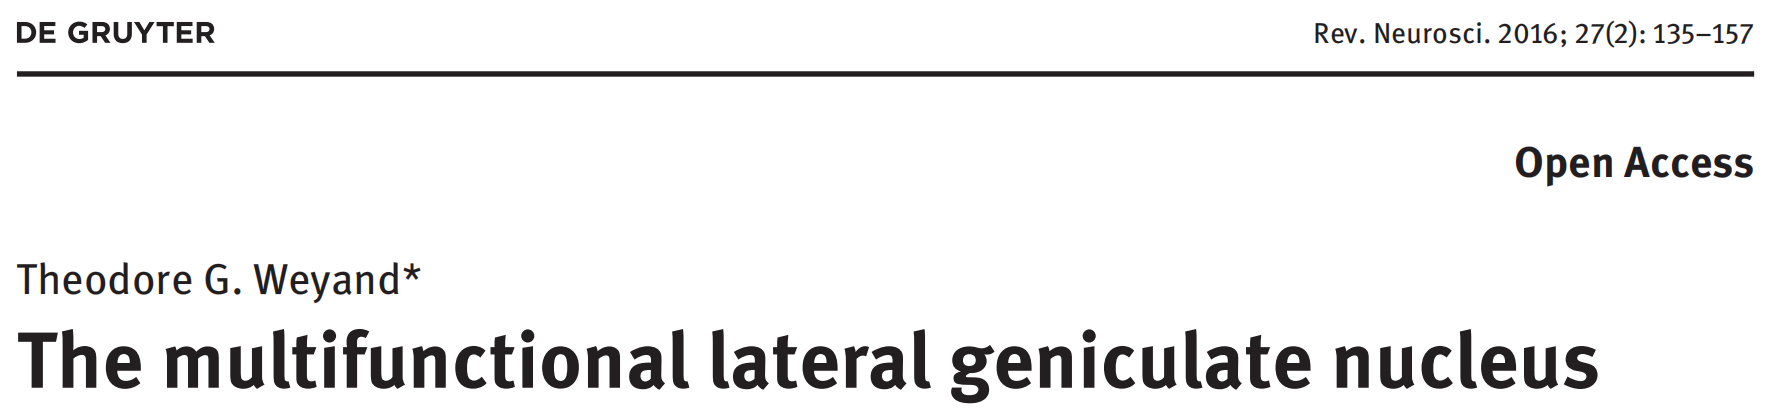 DE GRUYTER
Rev. Neurosci. 2016; 27(2): 135–157
Open Access
Theodore G. Weyand*
The multifunctional lateral geniculate nucleus